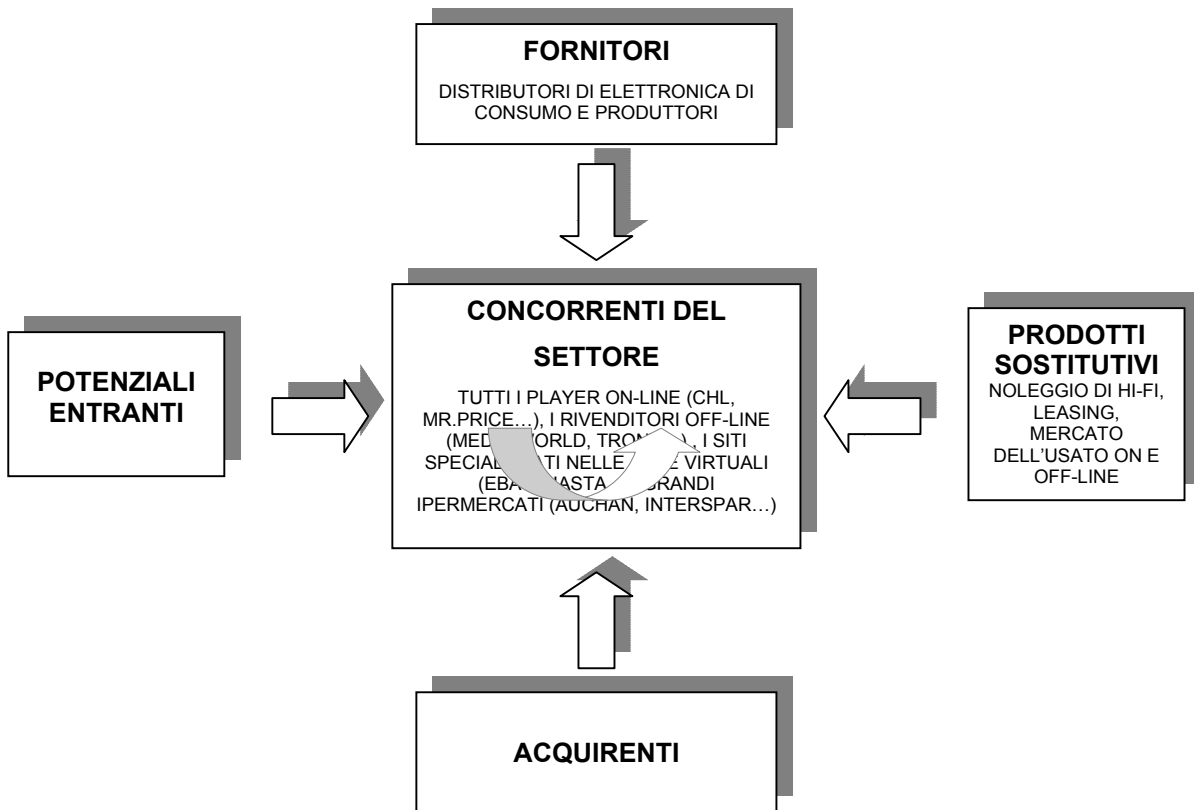 FORNITORI
DISTRIBUTORI DI ELETTRONICA DI
CONSUMO E PRODUTTORI
CONCORRENTI DEL
SETTORE
TUTTI I PLAYER ON-LINE (CHL,
MR.PRICE…), I RIVENDITORI OFF-LINE
I SITI
NELLE VIRTUALI
IPERMERCATI (AUCHAN, INTERSPAR…)
POTENZIALI
ENTRANTI
PRODOTTI
SOSTITUTIVI
NOLEGGIO DI HI-FI,
LEASING,
MERCATO
DELL’USATO ON E
OFF-LINE
ACQUIRENTI